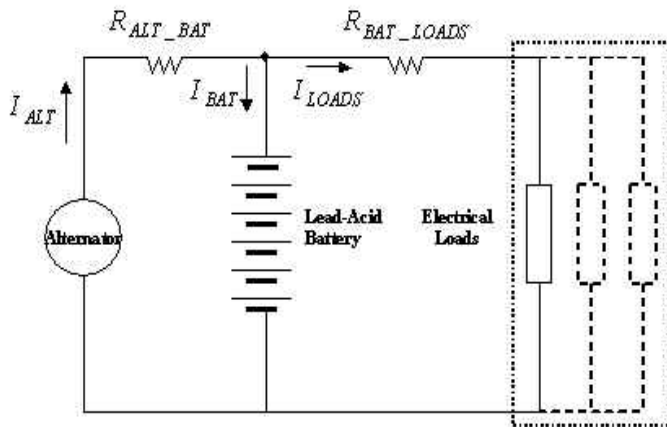 R_ALT_BAT
R_BAT_LOADS
I_BAT
I_LOADS
I_ALT
Alternator
Lead-Acid
Battery
Electrical
Loads